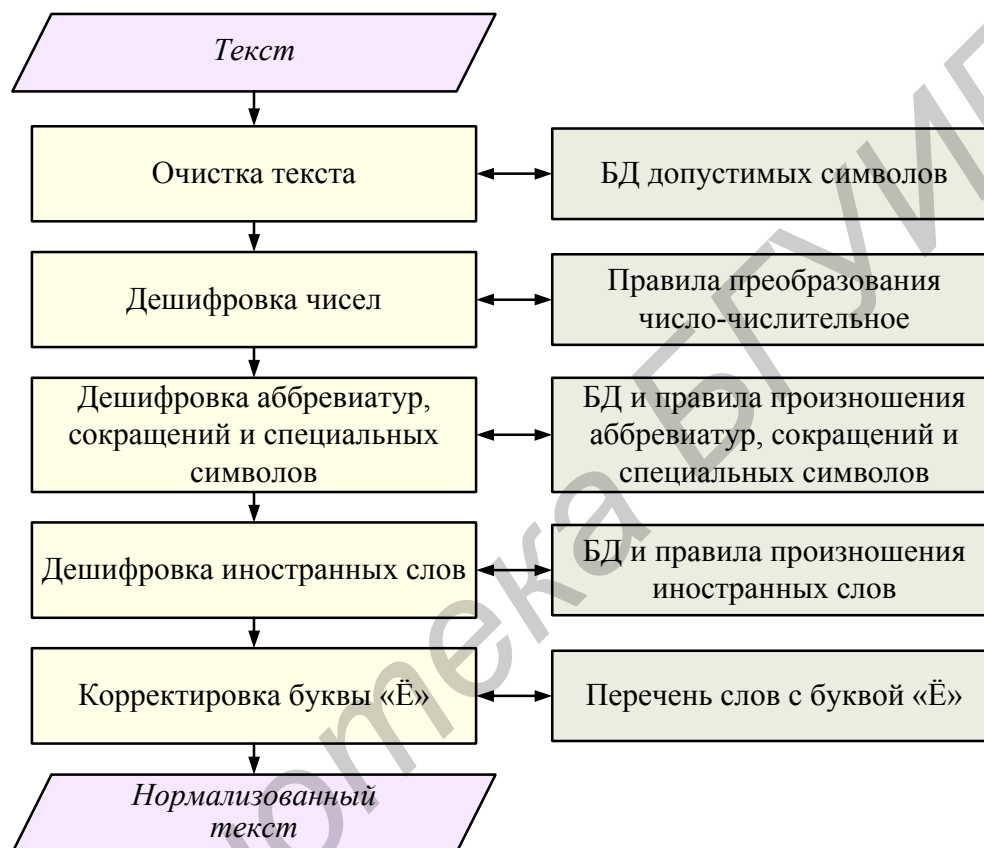 Текст
Очистка текста
БД допустимых символов
Дешифровка чисел
Правила преобразования
число-числительное
Дешифровка аббревиатур,
сокращений и специальных
символов
БД и правила произношения
аббревиатур, сокращений и
специальных символов
Дешифровка иностранных слов
БД и правила произношения
иностранных слов
Корректировка буквы «Ё»
Перечень слов с буквой «Ё»
Нормализованный
текст